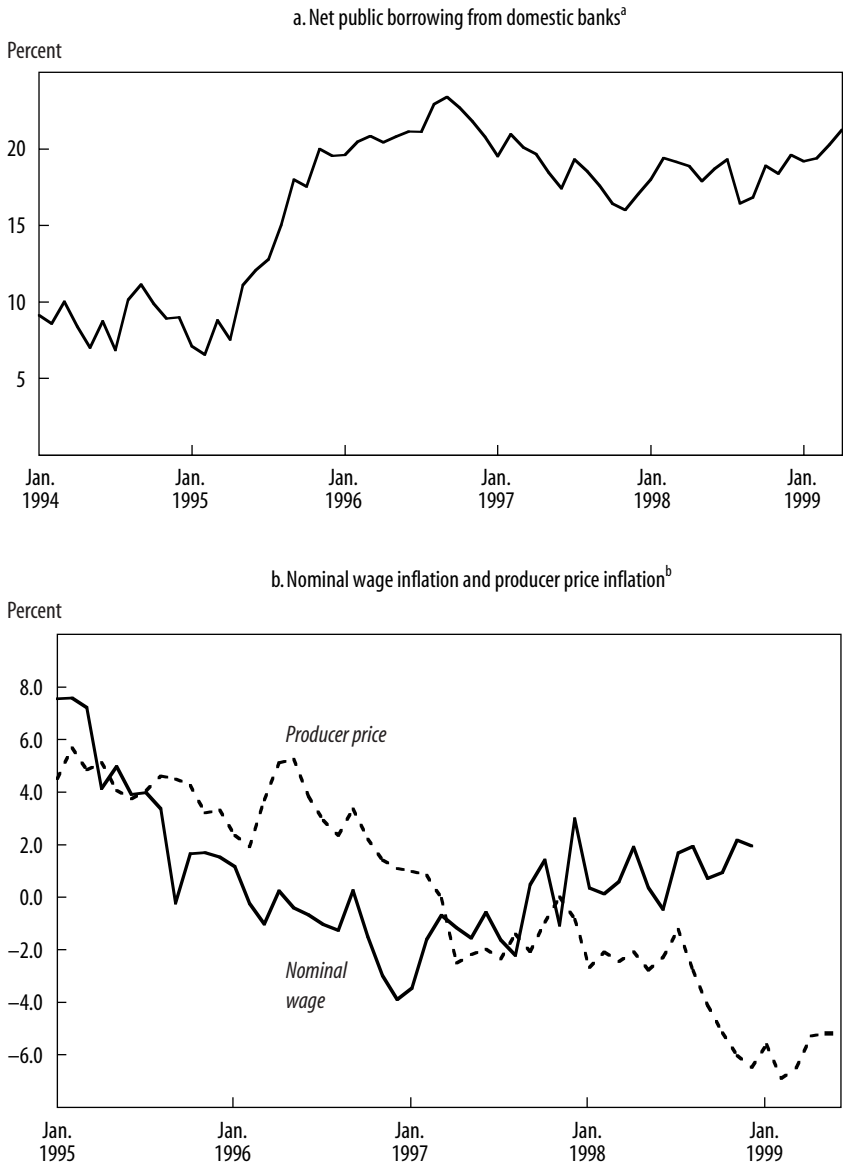 a. Net public borrowing from domestic banksᵃ
Percent
20
15
10
5
Jan. Jan. Jan. Jan. Jan. Jan.
1994 1995 1996 1997 1998 1999
b. Nominal wage inflation and producer price inflationᵇ
Percent
8.0
6.0
Producer price
4.0
2.0
0.0
−2.0
Nominal
wage
−4.0
−6.0
Jan. Jan. Jan. Jan. Jan.
1995 1996 1997 1998 1999